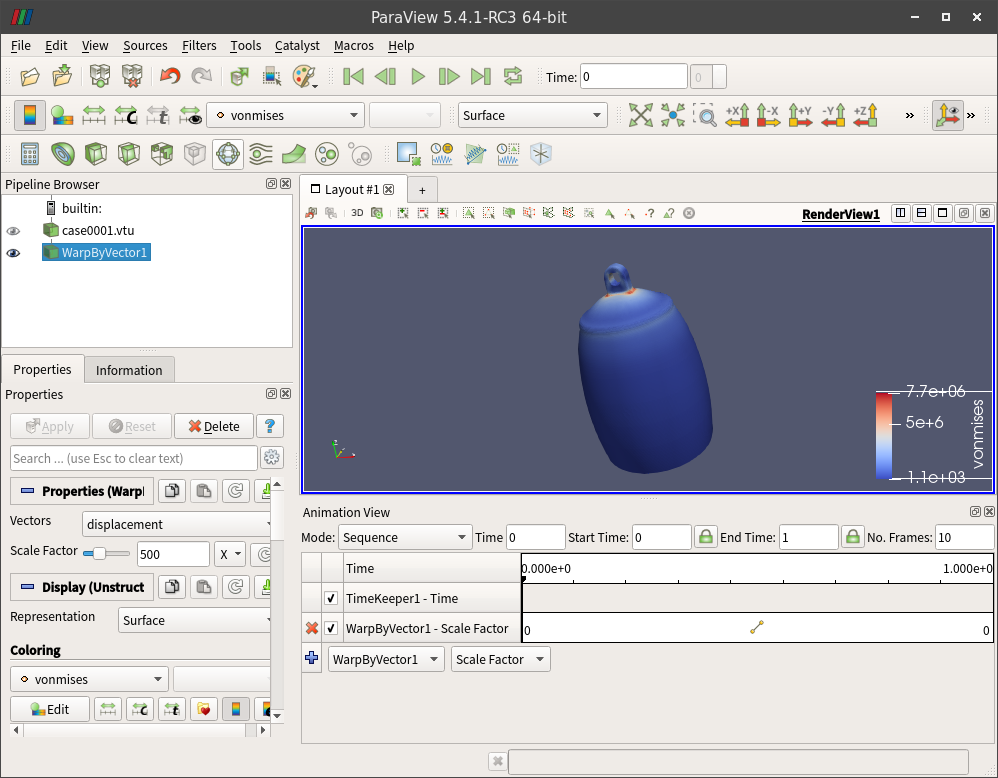 ParaView 5.4.1-RC3 64-bit
File Edit View Sources Filters Tools Catalyst Macros Help
Time: 0 0
vonmises Surface +X -X +Y -Y +Z »
»
Pipeline Browser
builtin:
case0001.vtu
WarpByVector1
Properties Information
Properties
Apply Reset Delete ?
Search ... (use Esc to clear text)
Properties (Warpl
Vectors displacement
Scale Factor 500 X
Display (Unstruct
Representation Surface
Coloring
vonmises
Edit
Layout #1 +
3D RenderView1
7.7e+06
5e+6
1.1e+03
vonmises
Animation View
Mode: Sequence Time 0 Start Time: 0 End Time: 1 No. Frames: 10
Time 0.000e+0 1.000e+0
TimeKeeper1 - Time
WarpByVector1 - Scale Factor 0 0
WarpByVector1 Scale Factor